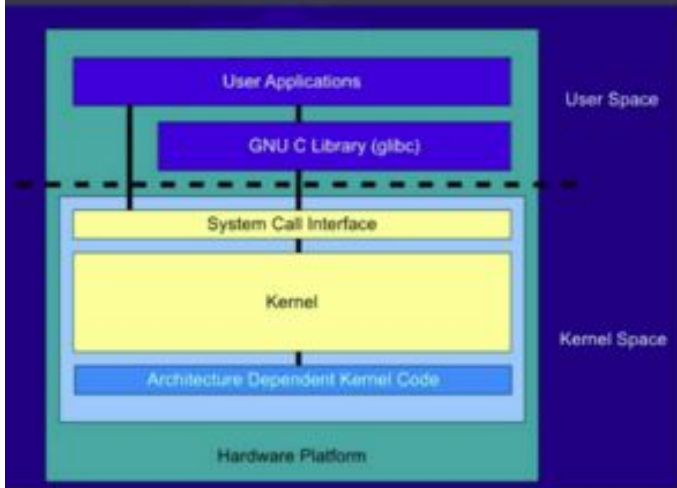 User Applications
User Space
GNU C Library (glibc)
System Call Interface
Kernel
Kernel Space
Architecture Dependent Kernel Code
Hardware Platform